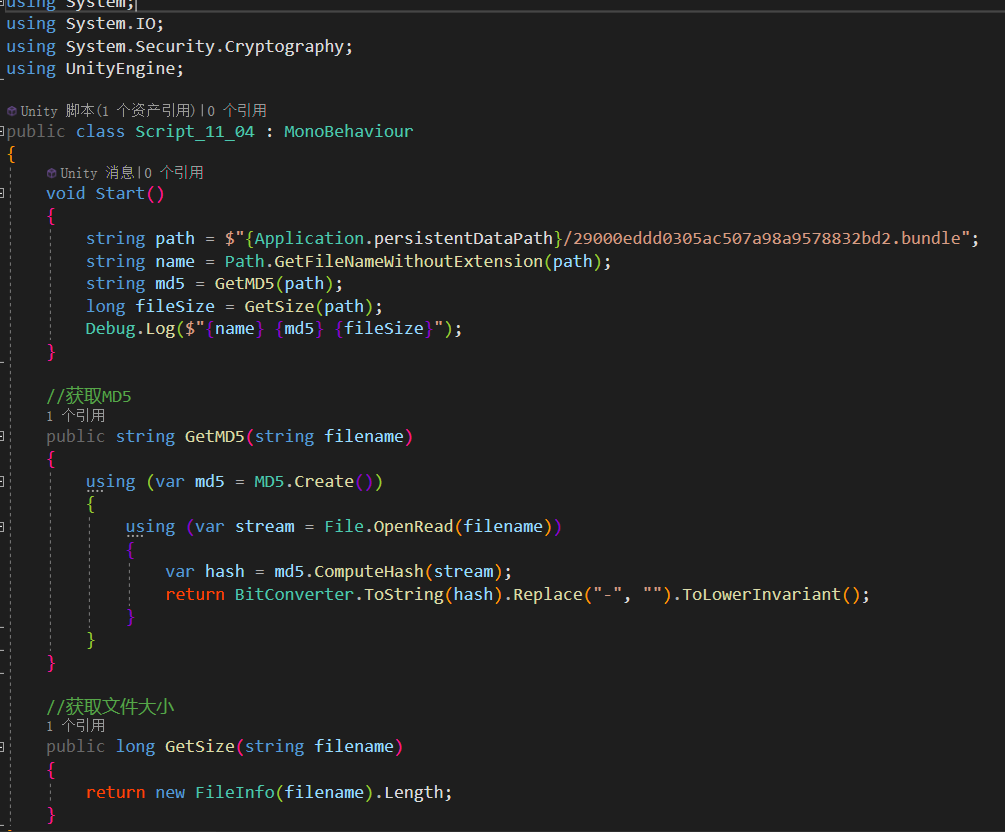 using System;
using System.IO;
using System.Security.Cryptography;
using UnityEngine;
Unity 脚本(1 个资产引用)|0 个引用
public class Script_11_04 : MonoBehaviour
{
Unity 消息|0 个引用
void Start()
{
string path = $"{Application.persistentDataPath}/29000eddd0305ac507a98a9578832bd2.bundle";
string name = Path.GetFileNameWithoutExtension(path);
string md5 = GetMD5(path);
long fileSize = GetSize(path);
Debug.Log($"{name} {md5} {fileSize}");
}
//获取MD5
1 个引用
public string GetMD5(string filename)
{
using (var md5 = MD5.Create())
{
using (var stream = File.OpenRead(filename))
{
var hash = md5.ComputeHash(stream);
return BitConverter.ToString(hash).Replace("-", "").ToLowerInvariant();
}
}
}
//获取文件大小
1 个引用
public long GetSize(string filename)
{
return new FileInfo(filename).Length;
}